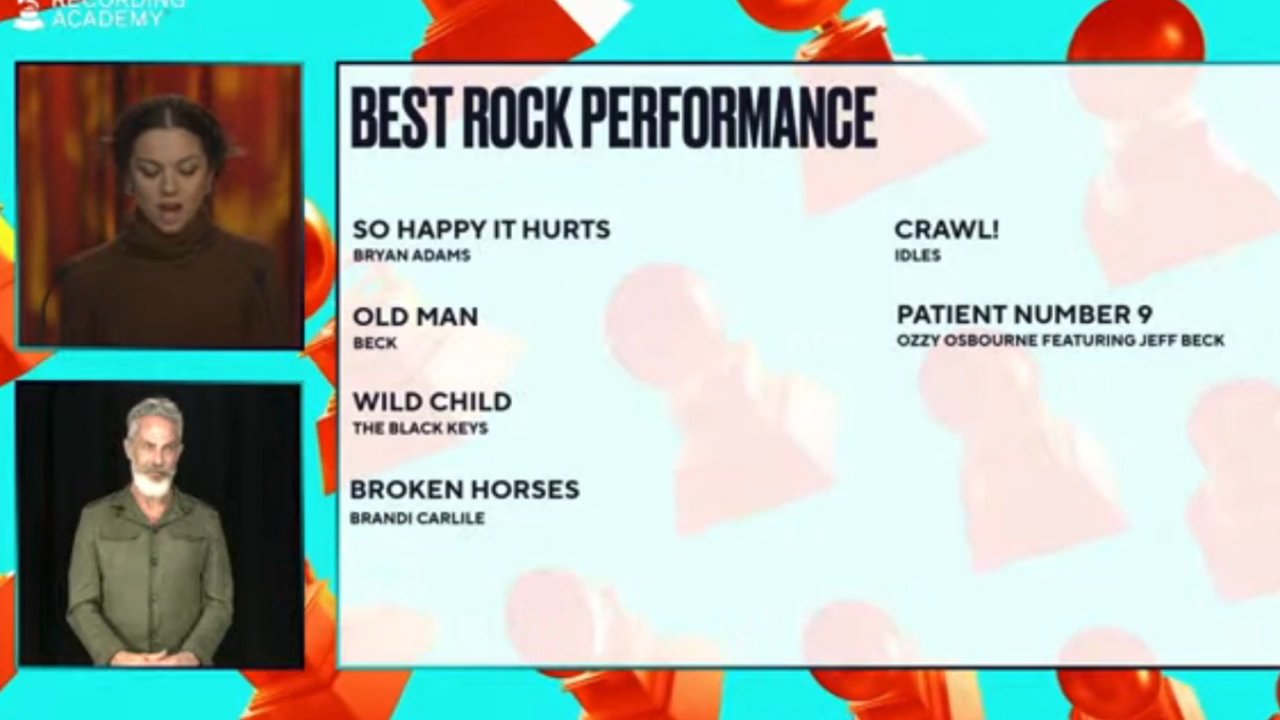 RECORDING
ACADEMY
BEST ROCK PERFORMANCE
SO HAPPY IT HURTS
BRYAN ADAMS
OLD MAN
BECK
WILD CHILD
THE BLACK KEYS
BROKEN HORSES
BRANDI CARLILE
CRAWL!
IDLES
PATIENT NUMBER 9
OZZY OSBOURNE FEATURING JEFF BECK